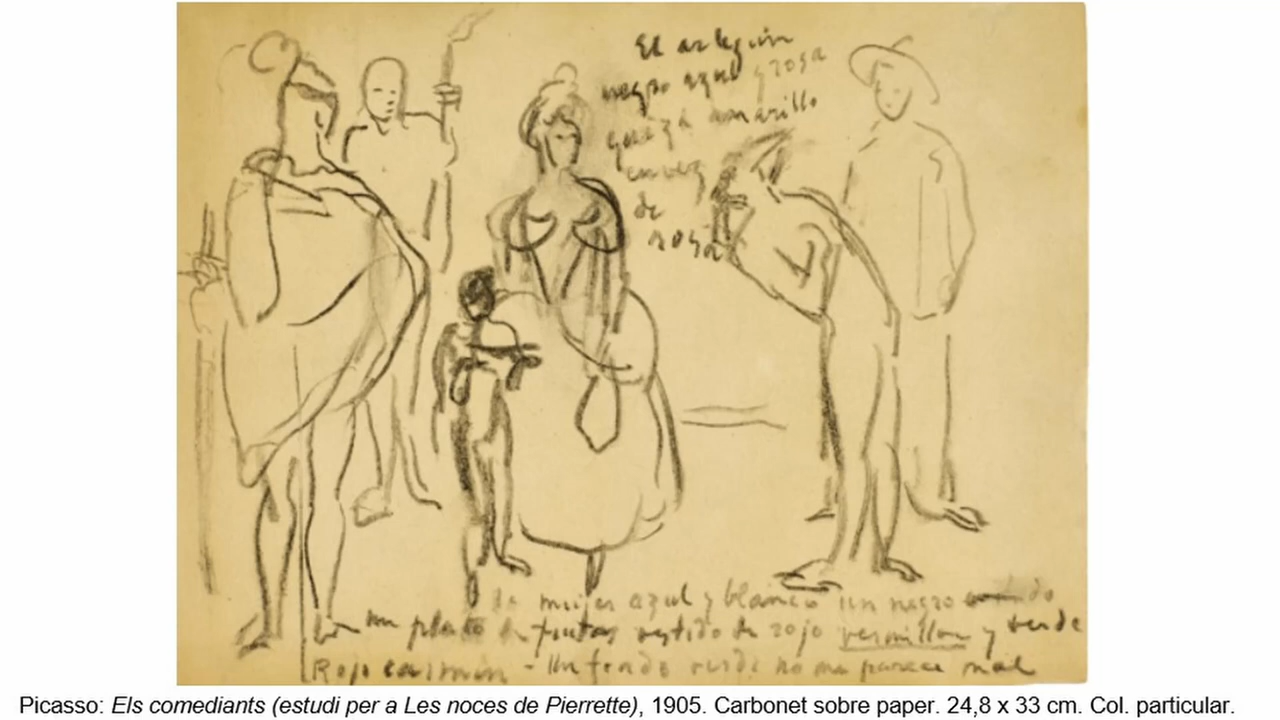 El arlequin
negro azul y rosa
quizá amarillo
en vez
de
rosa
la mujer azul y blanco un negro
con un plato de frutas vestido de rojo vermillon y verde
Rojo carmin - Un fondo verde no me parece mal
Picasso: Els comediants (estudi per a Les noces de Pierrette), 1905. Carbonet sobre paper. 24,8 x 33 cm. Col. particular.